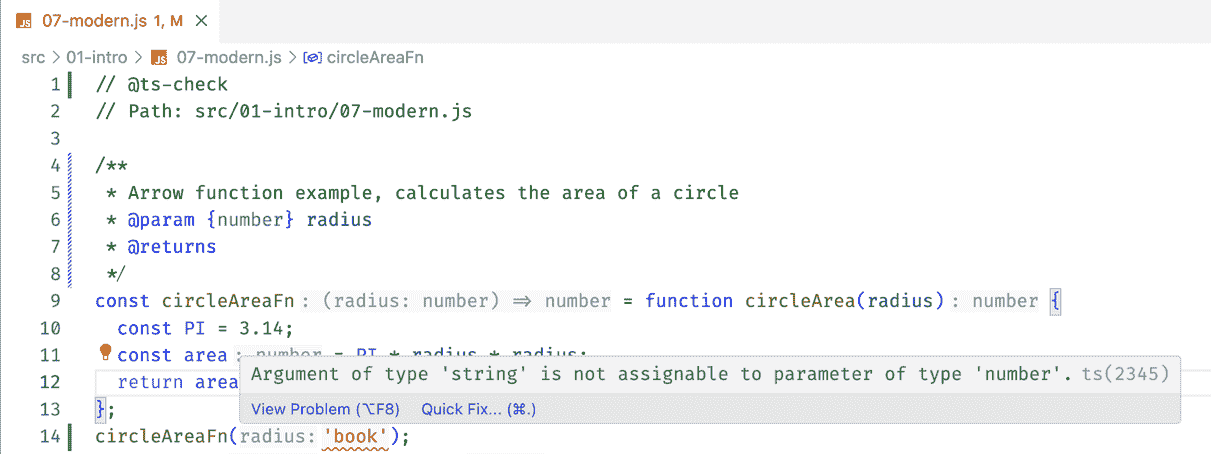 JS 07-modern.js 1, M ×
src > 01-intro > JS 07-modern.js > circleAreaFn
1 // @ts-check
2 // Path: src/01-intro/07-modern.js
3
4 /**
5 * Arrow function example, calculates the area of a circle
6 * @param {number} radius
7 * @returns
8 */
9 const circleAreaFn: (radius: number) => number = function circleArea(radius): number {
10 const PI = 3.14;
11 const area: number = PI * radius * radius;
12 return area
Argument of type 'string' is not assignable to parameter of type 'number'. ts(2345)
13 };
View Problem (⌥F8) Quick Fix... (⌘.)
14 circleAreaFn(radius: 'book');